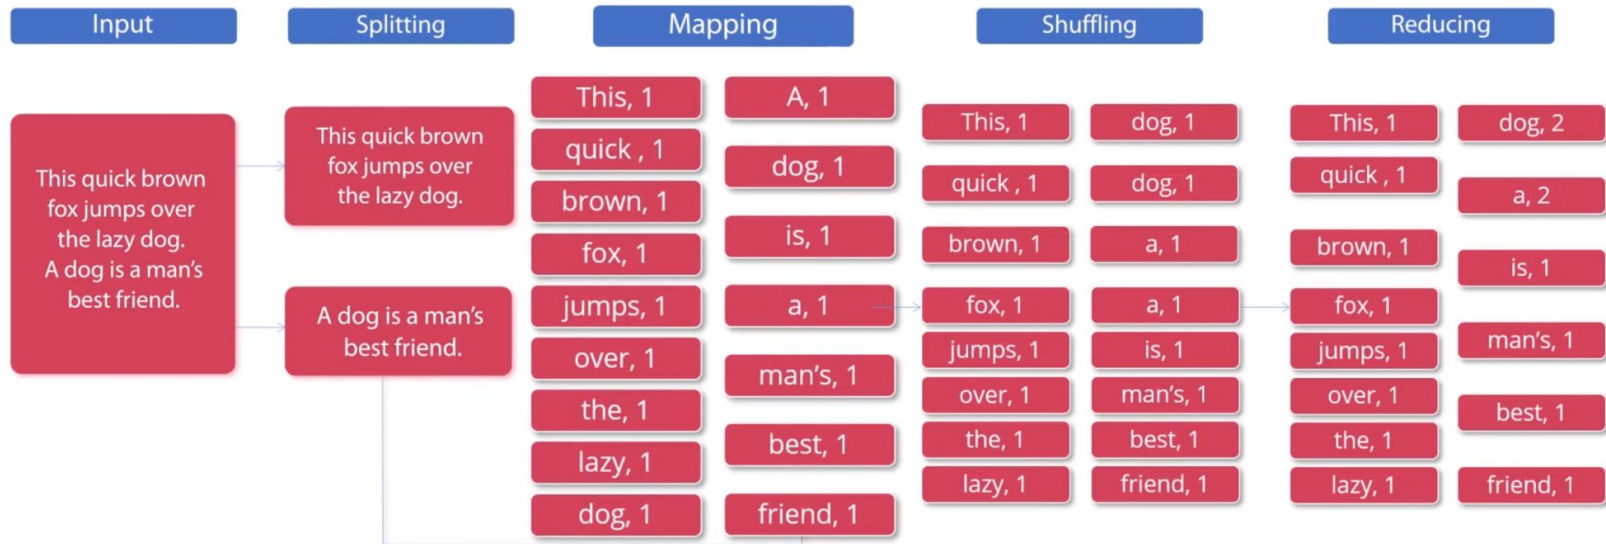 Input
Splitting
Mapping
Shuffling
Reducing
This quick brown
fox jumps over
the lazy dog.
A dog is a man's
best friend.
This quick brown
fox jumps over
the lazy dog.
A dog is a man's
best friend.
This, 1
quick , 1
brown, 1
fox, 1
jumps, 1
over, 1
the, 1
lazy, 1
dog, 1
A, 1
dog, 1
is, 1
a, 1
man's, 1
best, 1
friend, 1
This, 1
quick , 1
brown, 1
fox, 1
jumps, 1
over, 1
the, 1
lazy, 1
dog, 1
dog, 1
a, 1
a, 1
is, 1
man's, 1
best, 1
friend, 1
This, 1
quick , 1
brown, 1
fox, 1
jumps, 1
over, 1
the, 1
lazy, 1
dog, 2
a, 2
is, 1
man's, 1
best, 1
friend, 1